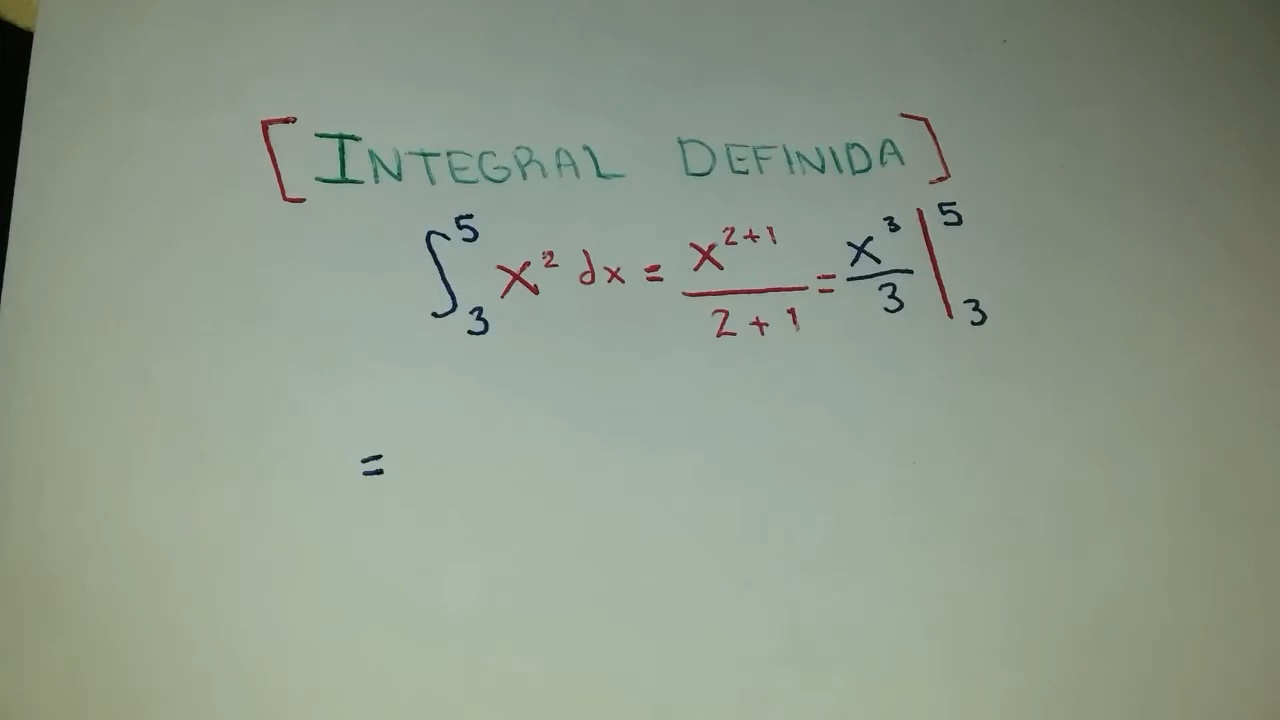 [INTEGRAL DEFINIDA]
∫₃⁵ x² dx = x²⁺¹/2+1 = x³/3 |₃⁵
=